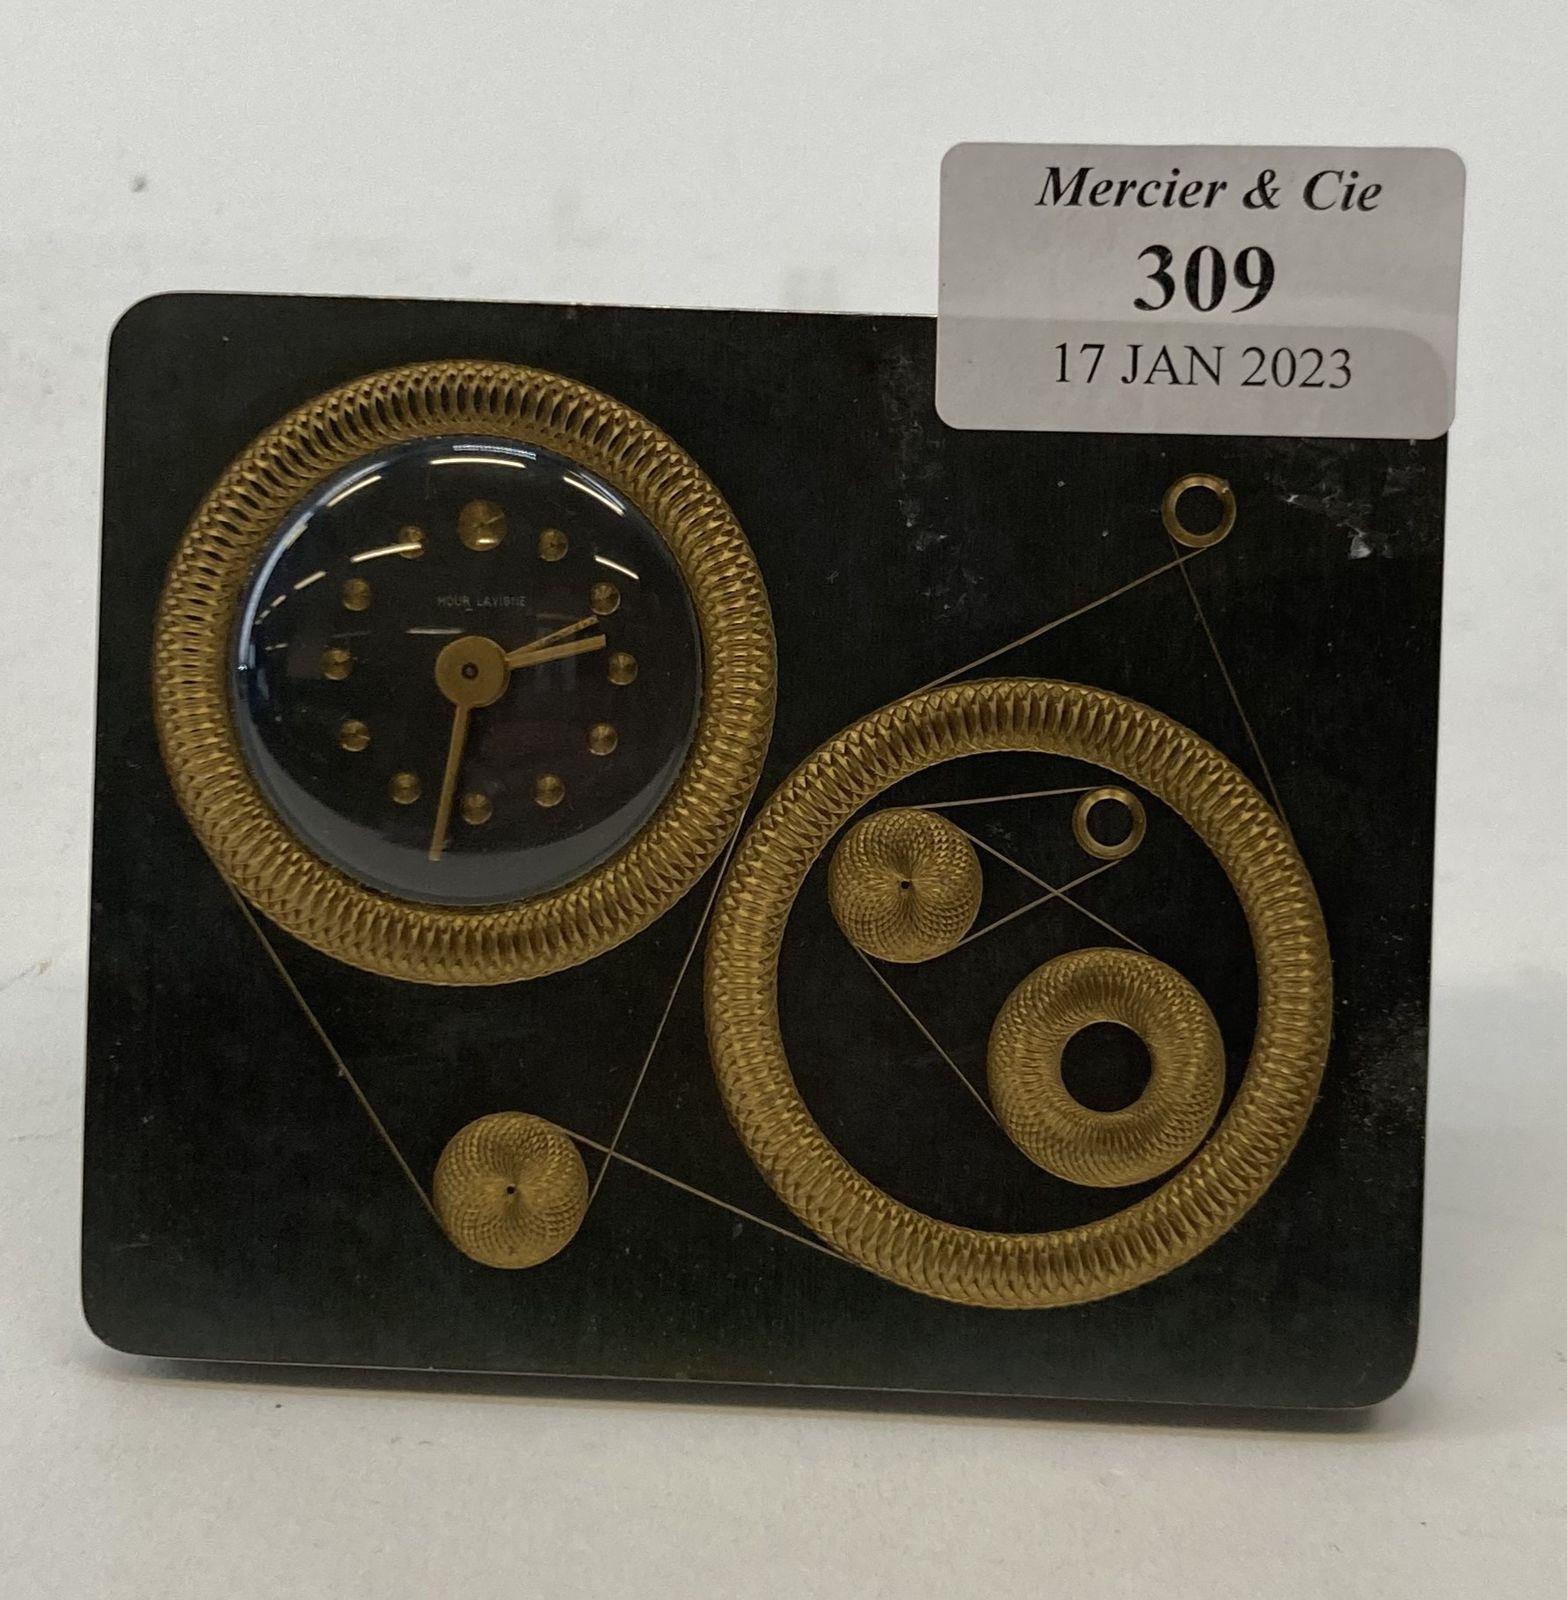 Mercier & Cie
309
17 JAN 2023
HOUR LAVIGNE